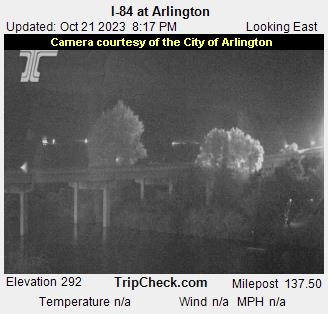 I-84 at Arlington
Updated: Oct 21 2023 8:17 PM Looking East
Camera courtesy of the City of Arlington
Elevation 292 TripCheck.com Milepost 137.50
Temperature n/a Wind n/a MPH n/a